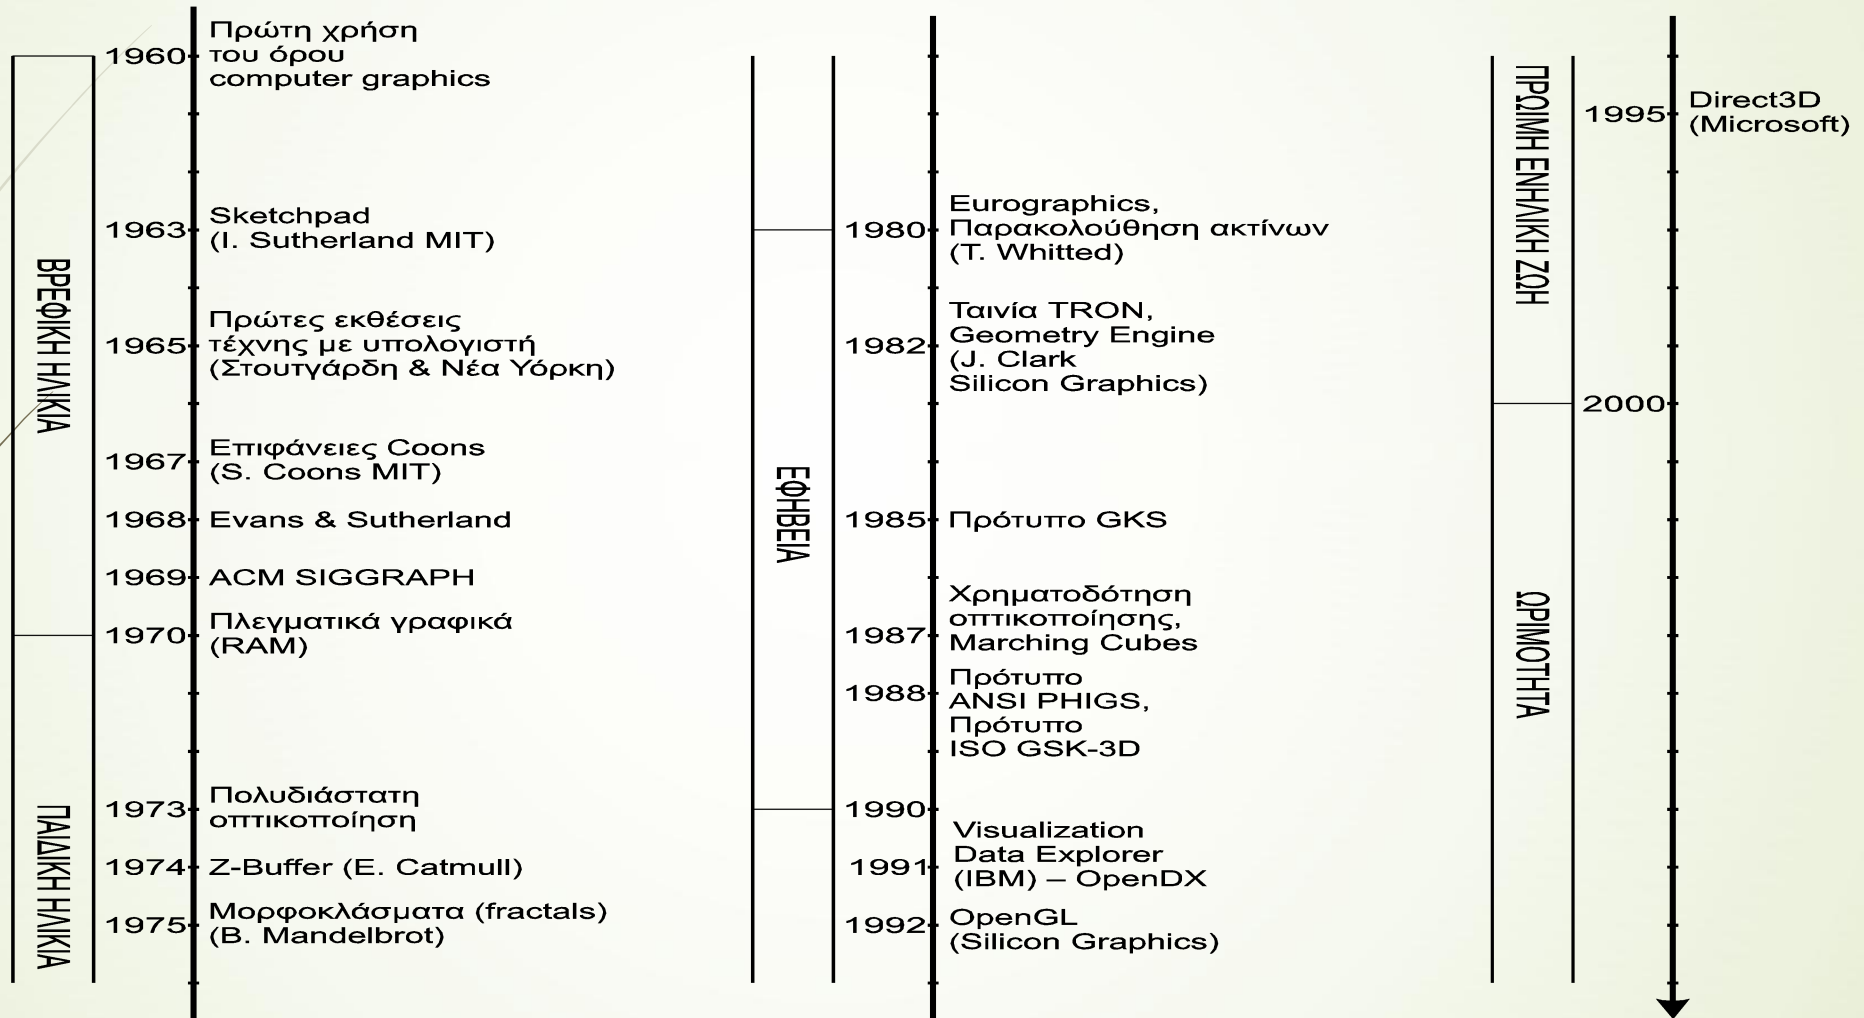 ΒΡΕΦΙΚΗ ΗΛΙΚΙΑ
1960 Πρώτη χρήση
του όρου
computer graphics
1963 Sketchpad
(I. Sutherland MIT)
1965 Πρώτες εκθέσεις
τέχνης με υπολογιστή
(Στουτγάρδη & Νέα Υόρκη)
1967 Επιφάνειες Coons
(S. Coons MIT)
1968 Evans & Sutherland
1969 ACM SIGGRAPH
1970 Πλεγματικά γραφικά
(RAM)
ΠΑΙΔΙΚΗ ΗΛΙΚΙΑ
1973 Πολυδιάστατη
οπτικοποίηση
1974 Z-Buffer (E. Catmull)
1975 Μορφοκλάσματα (fractals)
(B. Mandelbrot)
ΕΦΗΒΕΙΑ
1980 Eurographics,
Παρακολούθηση ακτίνων
(T. Whitted)
1982 Ταινία TRON,
Geometry Engine
(J. Clark
Silicon Graphics)
1985 Πρότυπο GKS
1987 Χρηματοδότηση
οπτικοποίησης,
Marching Cubes
1988 Πρότυπο
ANSI PHIGS,
Πρότυπο
ISO GSK-3D
1990
1991 Visualization
Data Explorer
(IBM) – OpenDX
1992 OpenGL
(Silicon Graphics)
ΠΡΩΙΜΗ ΕΝΗΛΙΚΗ ΖΩΗ
1995 Direct3D
(Microsoft)
2000
ΩΡΙΜΟΤΗΤΑ